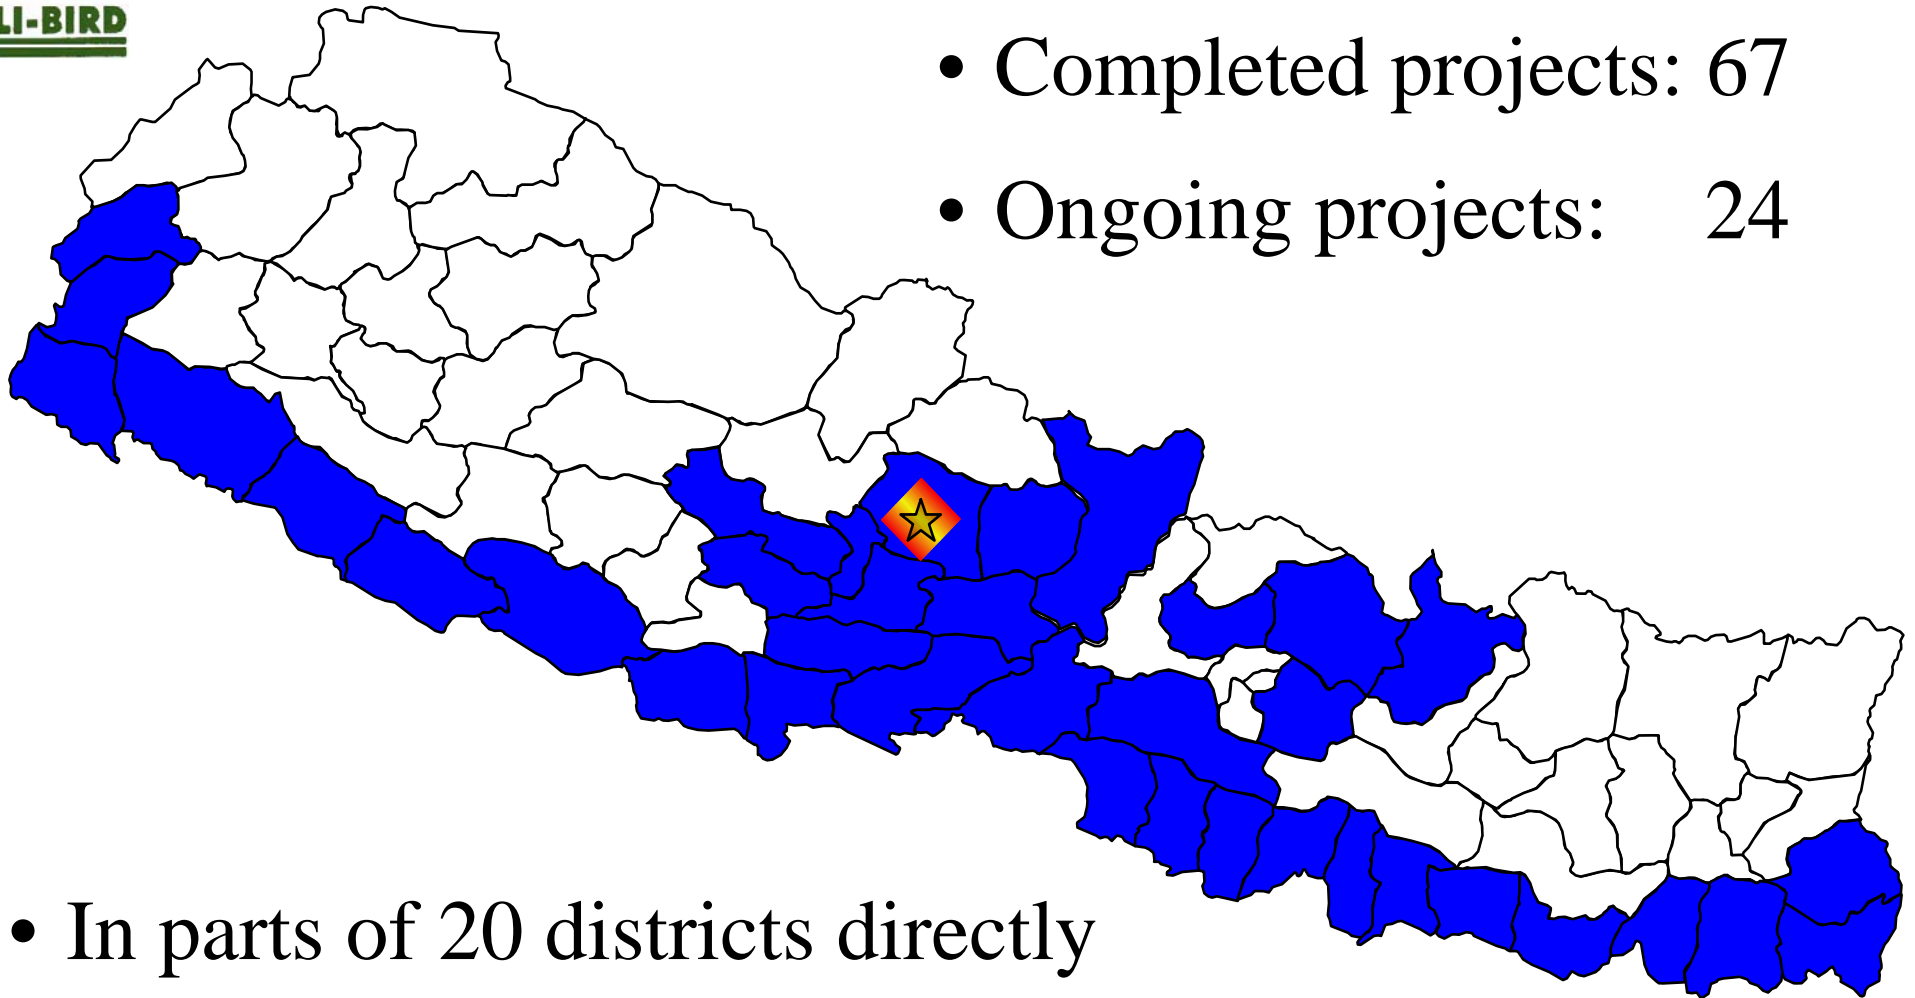 LI-BIRD
• Completed projects: 67
• Ongoing projects: 24
• In parts of 20 districts directly